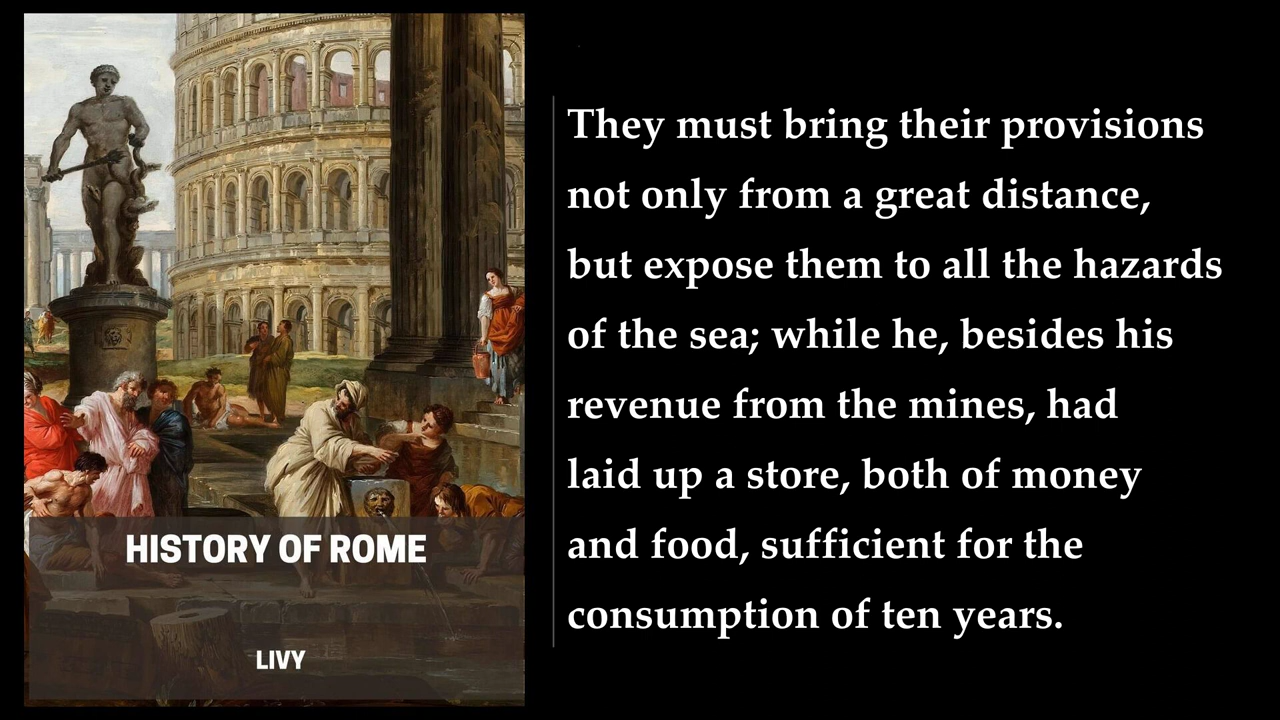 HISTORY OF ROME
LIVY
They must bring their provisions
not only from a great distance,
but expose them to all the hazards
of the sea; while he, besides his
revenue from the mines, had
laid up a store, both of money
and food, sufficient for the
consumption of ten years.